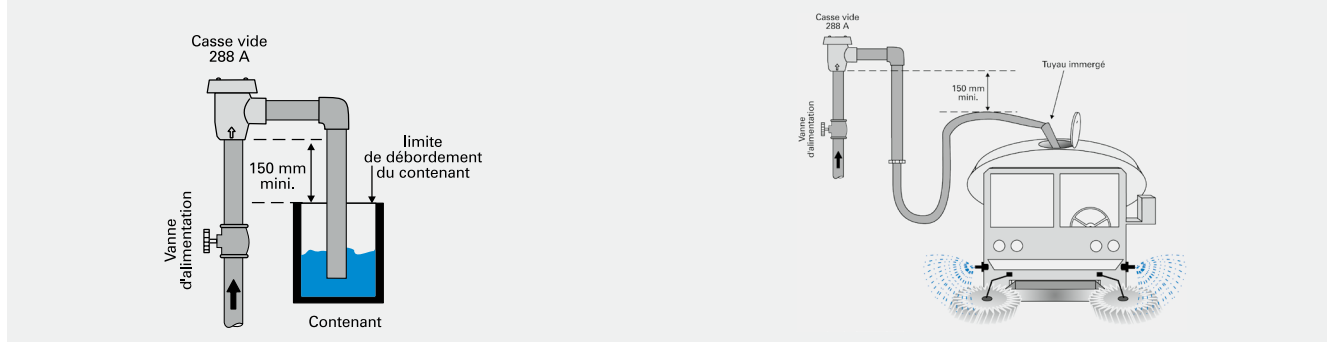 Casse vide
288 A
150 mm
mini.
limite
de débordement
du contenant
Vanne
d'alimentation
Contenant
Casse vide
288 A
Tuyau immergé
150 mm
mini.
Vanne
d'alimentation